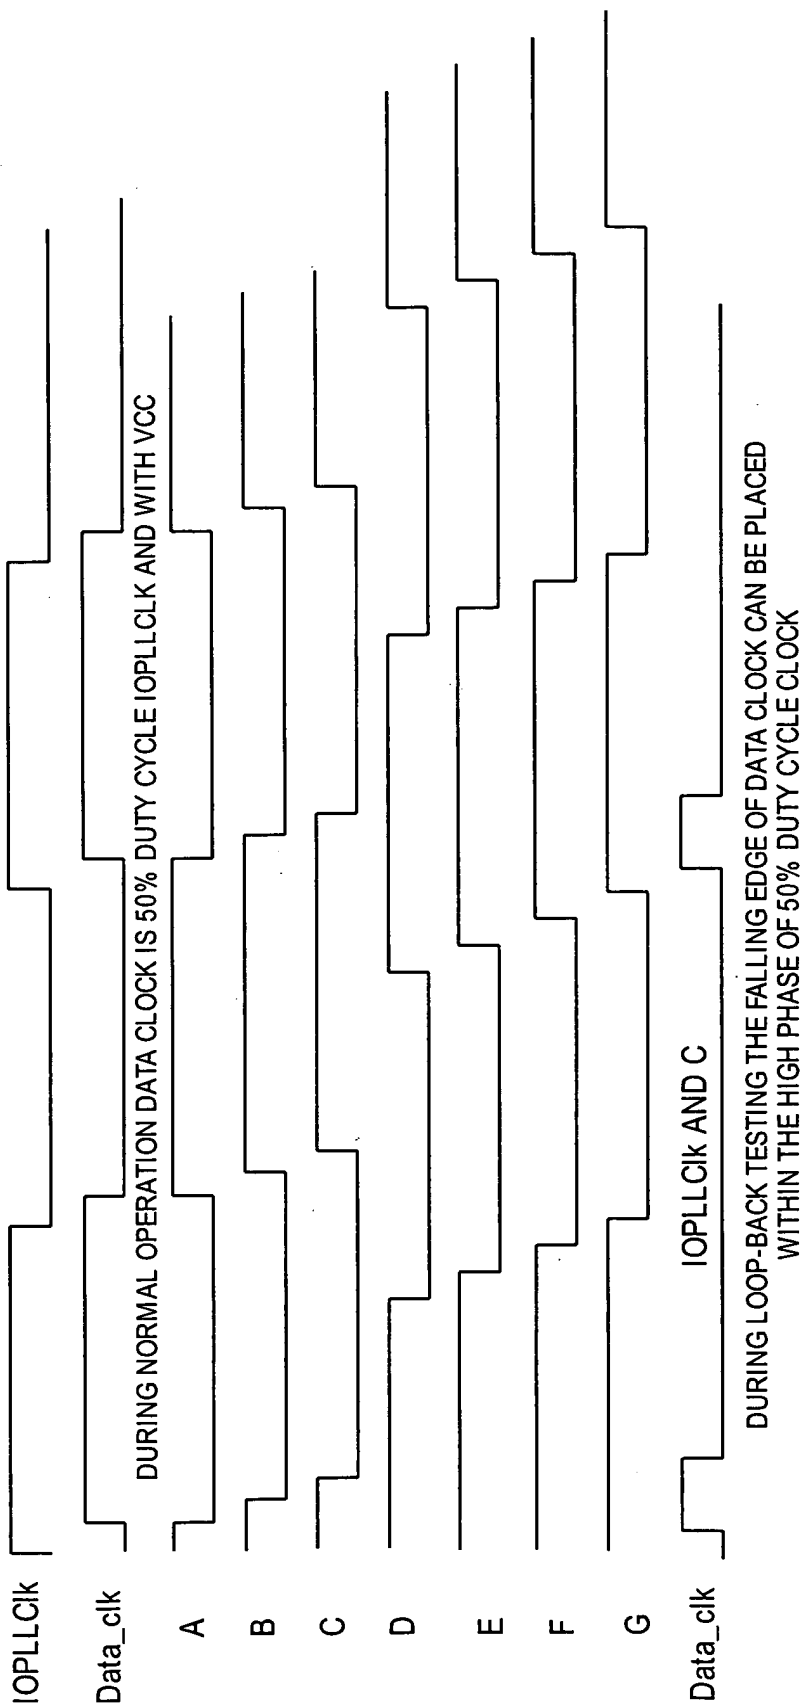 IOPLLClk
Data_clk
DURING NORMAL OPERATION DATA CLOCK IS 50% DUTY CYCLE IOPLLCLK AND WITH VCC
A
B
C
D
E
F
G
IOPLLClk AND C
Data_clk
DURING LOOP-BACK TESTING THE FALLING EDGE OF DATA CLOCK CAN BE PLACED
WITHIN THE HIGH PHASE OF 50% DUTY CYCLE CLOCK